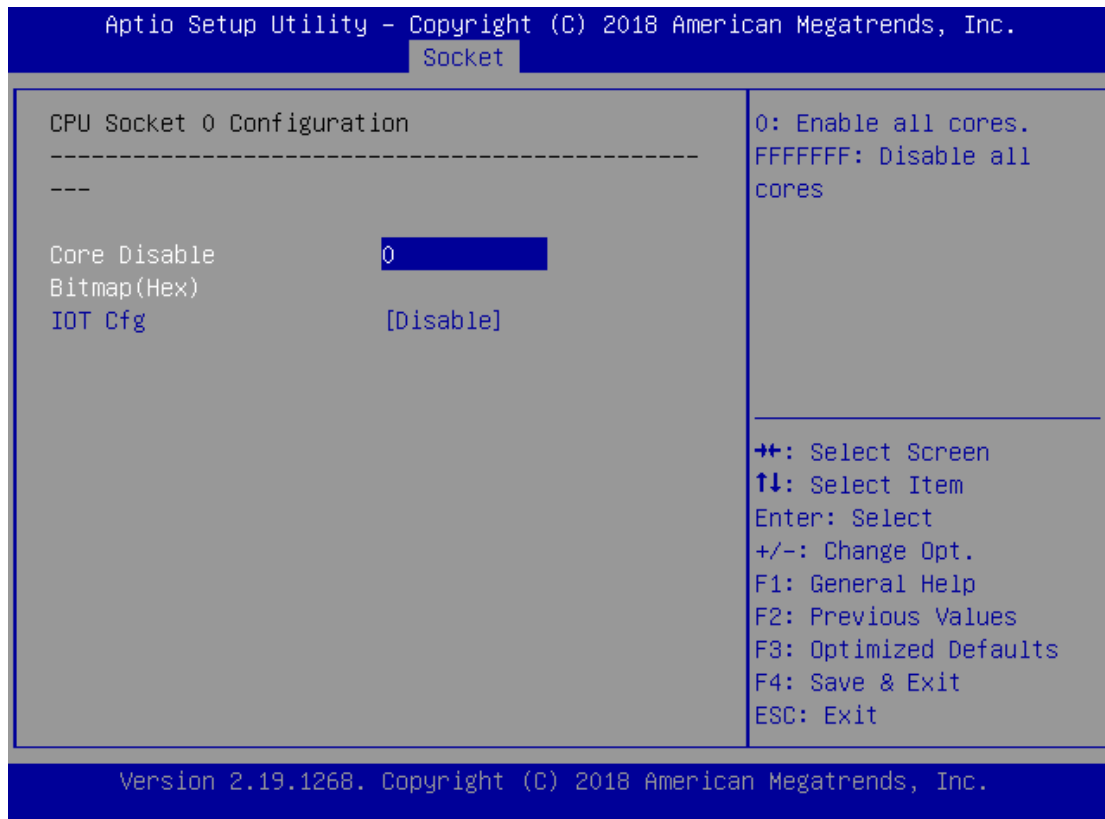 Aptio Setup Utility – Copyright (C) 2018 American Megatrends, Inc.
Socket
CPU Socket 0 Configuration
-----------------------------------------------
---
Core Disable 0
Bitmap(Hex)
IOT Cfg [Disable]
0: Enable all cores.
FFFFFFF: Disable all
cores
→←: Select Screen
↑↓: Select Item
Enter: Select
+/-: Change Opt.
F1: General Help
F2: Previous Values
F3: Optimized Defaults
F4: Save & Exit
ESC: Exit
Version 2.19.1268. Copyright (C) 2018 American Megatrends, Inc.